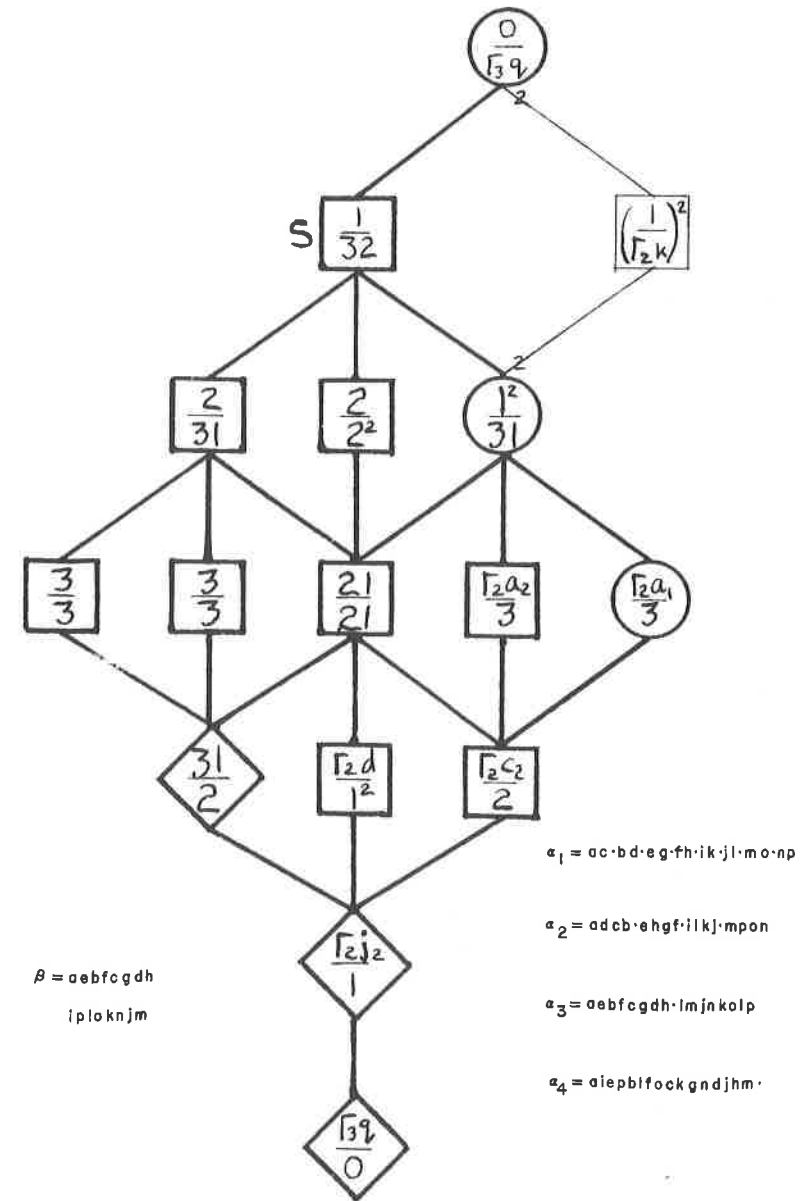 0
Γ₃q
2
S
1
32
(1/Γ₂k)²
2
31
2
2²
2
1²
31
3
3
3
3
21
21
Γ₂a₂
3
Γ₂a₁
3
31
2
Γ₂d
1²
Γ₂c₂
2
α₁ = ac·bd·eg·fh·ik·jl·mo·np
α₂ = adcb·ehgf·ilkj·mpon
Γ₂j₂
1
β = aebfcgdh
iploknjm
α₃ = aebfcgdh·imjnkolp
α₄ = aiepblfockgndjhm·
Γ₃q
0